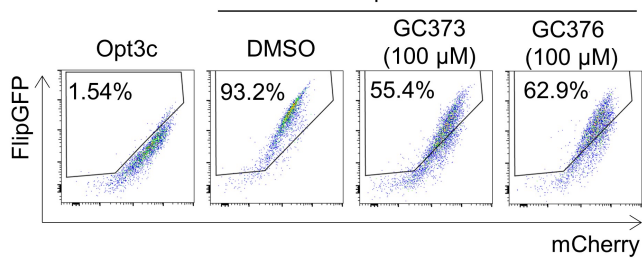 Opt3c
DMSO
GC373
(100 µM)
GC376
(100 µM)
1.54%
93.2%
55.4%
62.9%
FlipGFP
mCherry